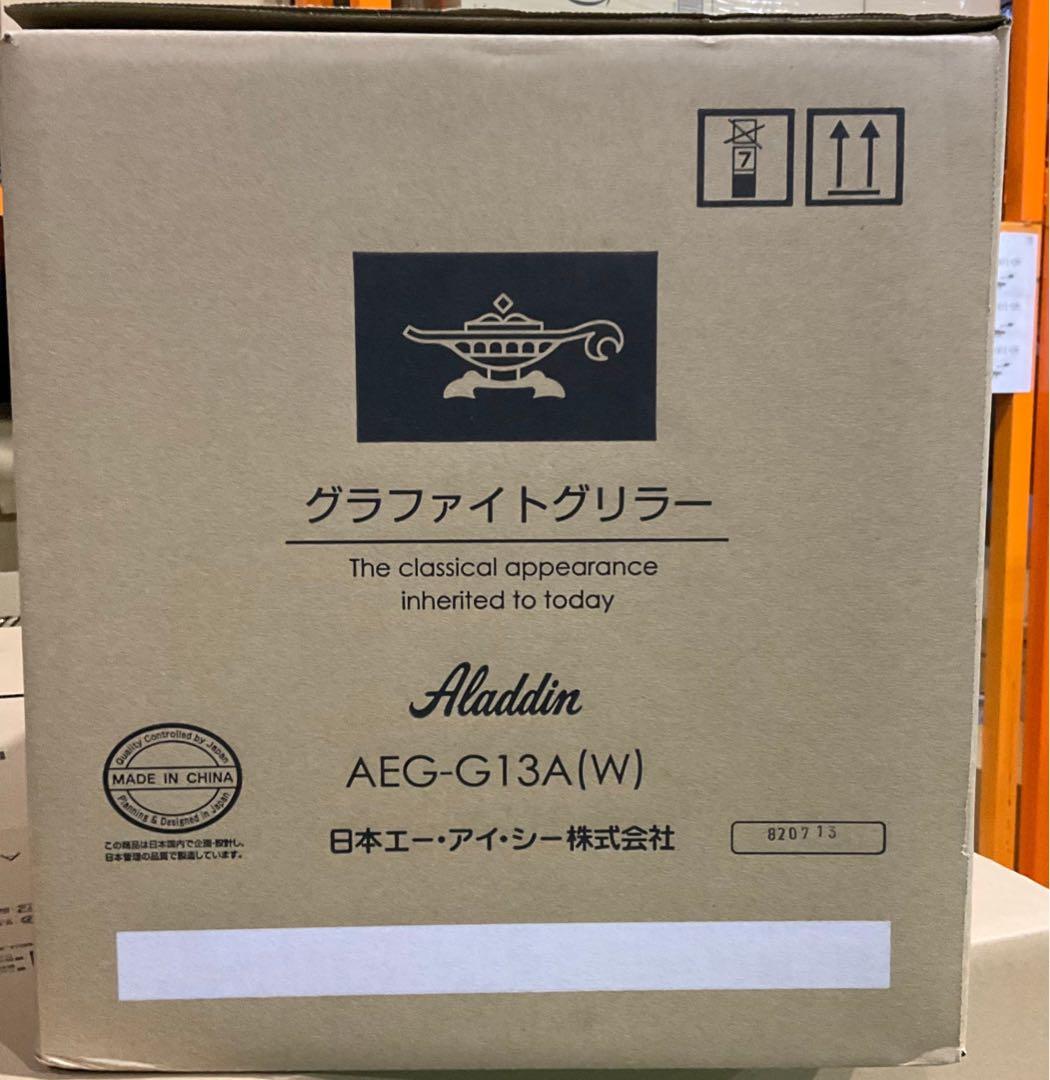 7
グラファイトグリラー
The classical appearance
inherited to today
Aladdin
AEG-G13A(W)
Quality Controlled by Japan
MADE IN CHINA
Planning & Designed in Japan
この商品は日本国内で企画・設計し、
日本管理の品質で製造しています。
日本エー・アイ・シー株式会社
820713